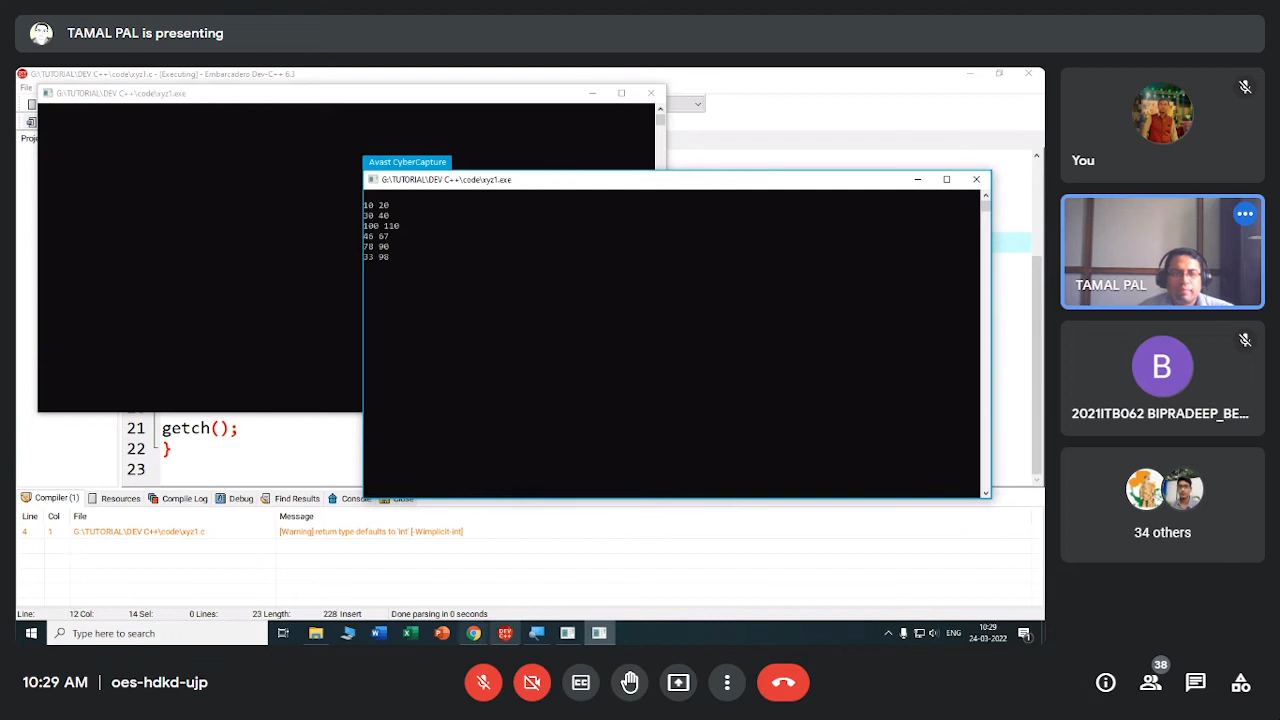 TAMAL PAL is presenting
G:\TUTORIAL\DEV C++\code\xyz1.c - [Executing] - Embarcadero Dev-C++ 6.3
File
G:\TUTORIAL\DEV C++\code\xyz1.exe
Proje
Avast CyberCapture
G:\TUTORIAL\DEV C++\code\xyz1.exe
10 20
30 40
100 110
46 67
78 90
33 98
21 getch();
22 }
23
Compiler (1) Resources Compile Log Debug Find Results Console Close
Line Col File Message
4 1 G:\TUTORIAL\DEV C++\code\xyz1.c [Warning] return type defaults to 'int' [-Wimplicit-int]
Line: 12 Col: 14 Sel: 0 Lines: 23 Length: 228 Insert Done parsing in 0 seconds
Type here to search
ENG
10:29
24-03-2022
You
TAMAL PAL
B
2021ITB062 BIPRADEEP_BE...
34 others
10:29 AM | oes-hdkd-ujp
38